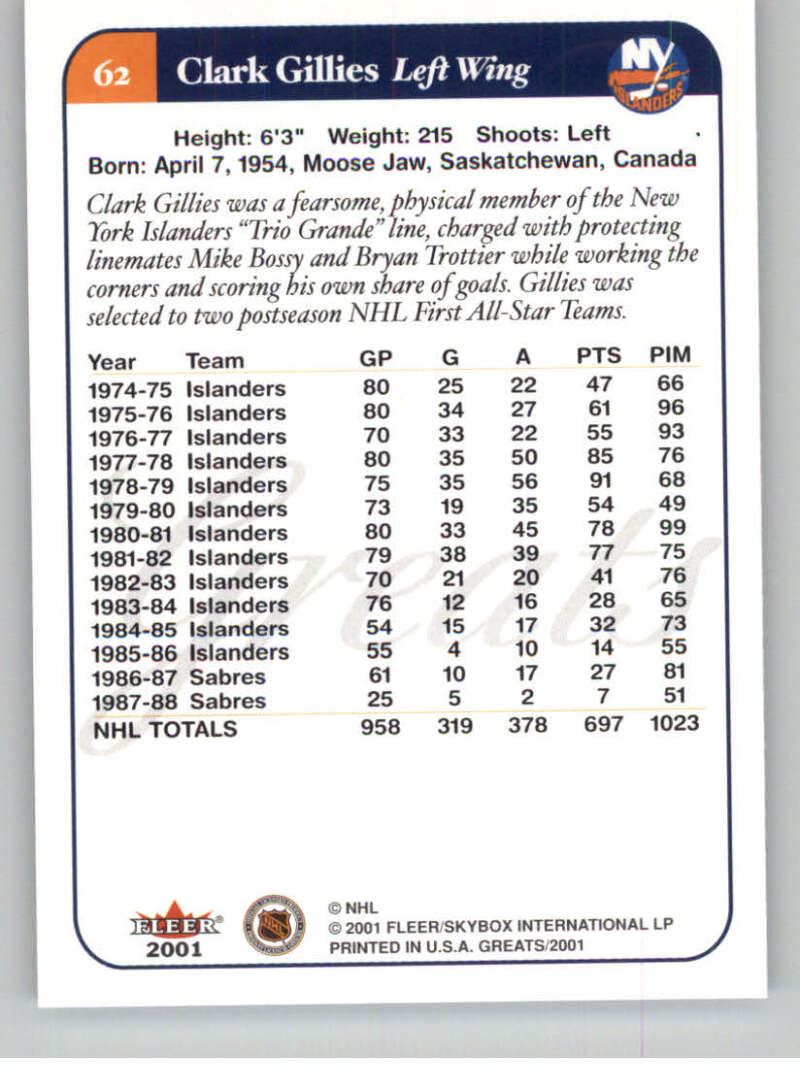 62 Clark Gillies Left Wing
NY
ISLANDERS
Height: 6'3" Weight: 215 Shoots: Left
Born: April 7, 1954, Moose Jaw, Saskatchewan, Canada
Clark Gillies was a fearsome, physical member of the New
York Islanders “Trio Grande” line, charged with protecting
linemates Mike Bossy and Bryan Trottier while working the
corners and scoring his own share of goals. Gillies was
selected to two postseason NHL First All-Star Teams.
Year Team GP G A PTS PIM
1974-75 Islanders 80 25 22 47 66
1975-76 Islanders 80 34 27 61 96
1976-77 Islanders 70 33 22 55 93
1977-78 Islanders 80 35 50 85 76
1978-79 Islanders 75 35 56 91 68
1979-80 Islanders 73 19 35 54 49
1980-81 Islanders 80 33 45 78 99
1981-82 Islanders 79 38 39 77 75
1982-83 Islanders 70 21 20 41 76
1983-84 Islanders 76 12 16 28 65
1984-85 Islanders 54 15 17 32 73
1985-86 Islanders 55 4 10 14 55
1986-87 Sabres 61 10 17 27 81
1987-88 Sabres 25 5 2 7 51
NHL TOTALS 958 319 378 697 1023
Greats
FLEER®
2001
NHL
© NHL
© 2001 FLEER/SKYBOX INTERNATIONAL LP
PRINTED IN U.S.A. GREATS/2001